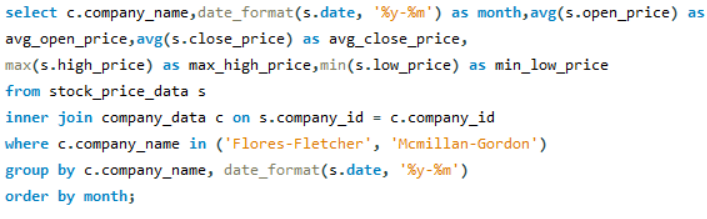 select c.company_name,date_format(s.date, '%y-%m') as month,avg(s.open_price) as
avg_open_price,avg(s.close_price) as avg_close_price,
max(s.high_price) as max_high_price,min(s.low_price) as min_low_price
from stock_price_data s
inner join company_data c on s.company_id = c.company_id
where c.company_name in ('Flores-Fletcher', 'Mcmillan-Gordon')
group by c.company_name, date_format(s.date, '%y-%m')
order by month;